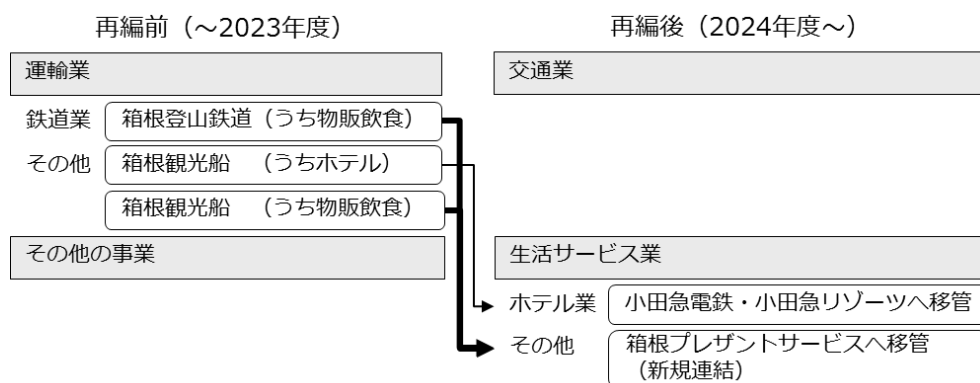 再編前（～2023年度）
再編後（2024年度～）
運輸業
交通業
鉄道業 箱根登山鉄道（うち物販飲食）
その他 箱根観光船 （うちホテル）
箱根観光船 （うち物販飲食）
その他の事業
生活サービス業
ホテル業 小田急電鉄・小田急リゾーツへ移管
その他 箱根プレザントサービスへ移管
（新規連結）